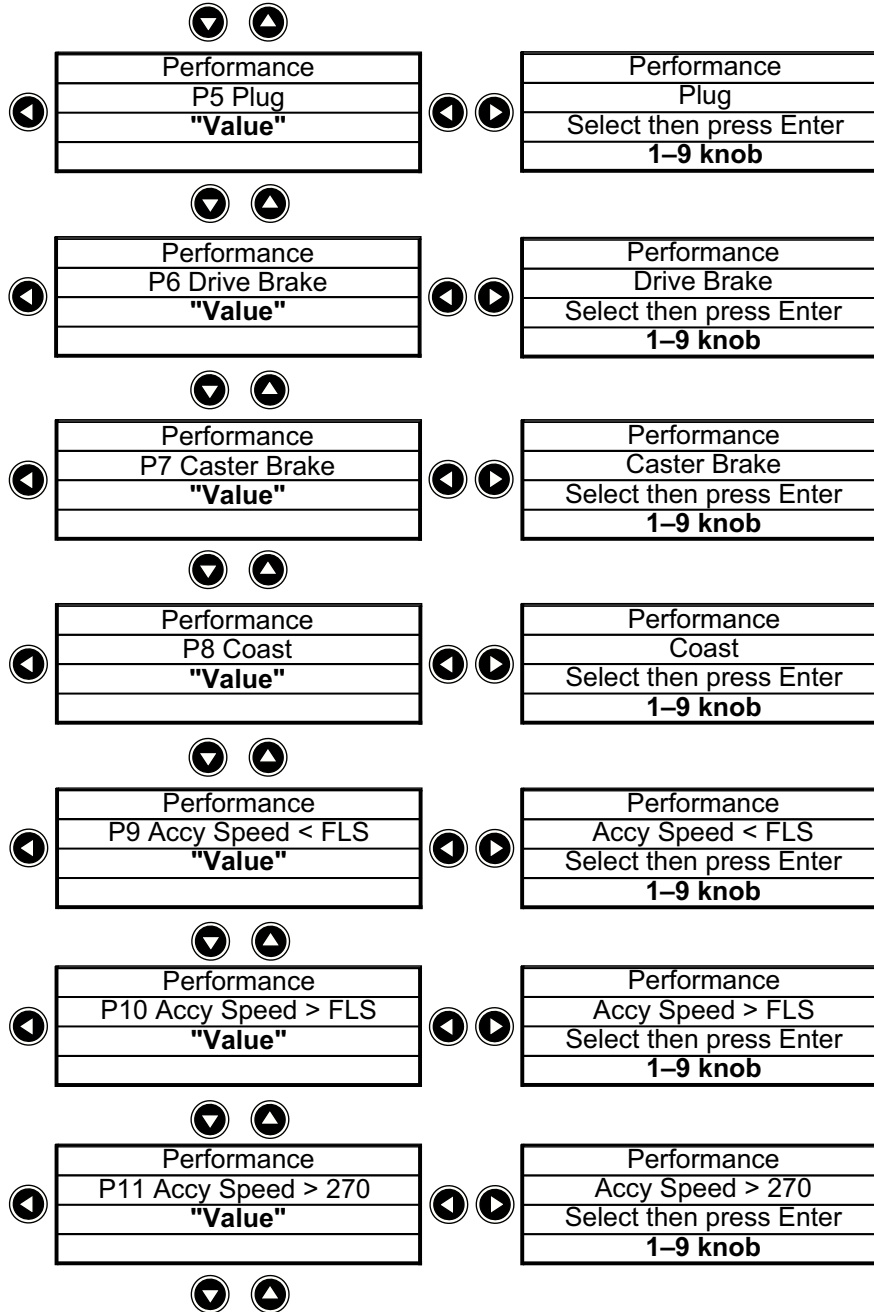 Performance
P5 Plug
"Value"
Performance
Plug
Select then press Enter
1–9 knob
Performance
P6 Drive Brake
"Value"
Performance
Drive Brake
Select then press Enter
1–9 knob
Performance
P7 Caster Brake
"Value"
Performance
Caster Brake
Select then press Enter
1–9 knob
Performance
P8 Coast
"Value"
Performance
Coast
Select then press Enter
1–9 knob
Performance
P9 Accy Speed < FLS
"Value"
Performance
Accy Speed < FLS
Select then press Enter
1–9 knob
Performance
P10 Accy Speed > FLS
"Value"
Performance
Accy Speed > FLS
Select then press Enter
1–9 knob
Performance
P11 Accy Speed > 270
"Value"
Performance
Accy Speed > 270
Select then press Enter
1–9 knob